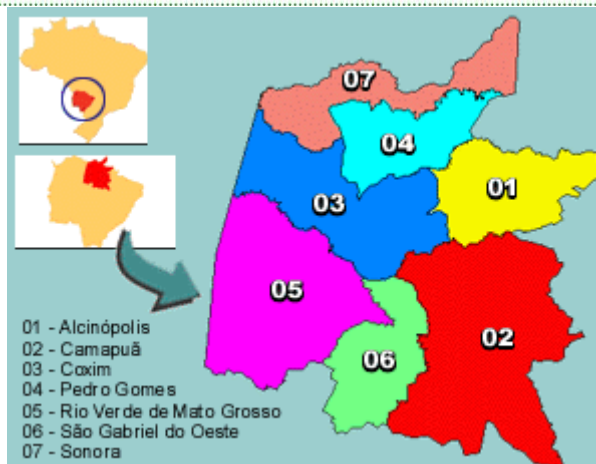 07
04
01
03
05
02
06
01 - Alcinópolis
02 - Camapuã
03 - Coxim
04 - Pedro Gomes
05 - Rio Verde de Mato Grosso
06 - São Gabriel do Oeste
07 - Sonora